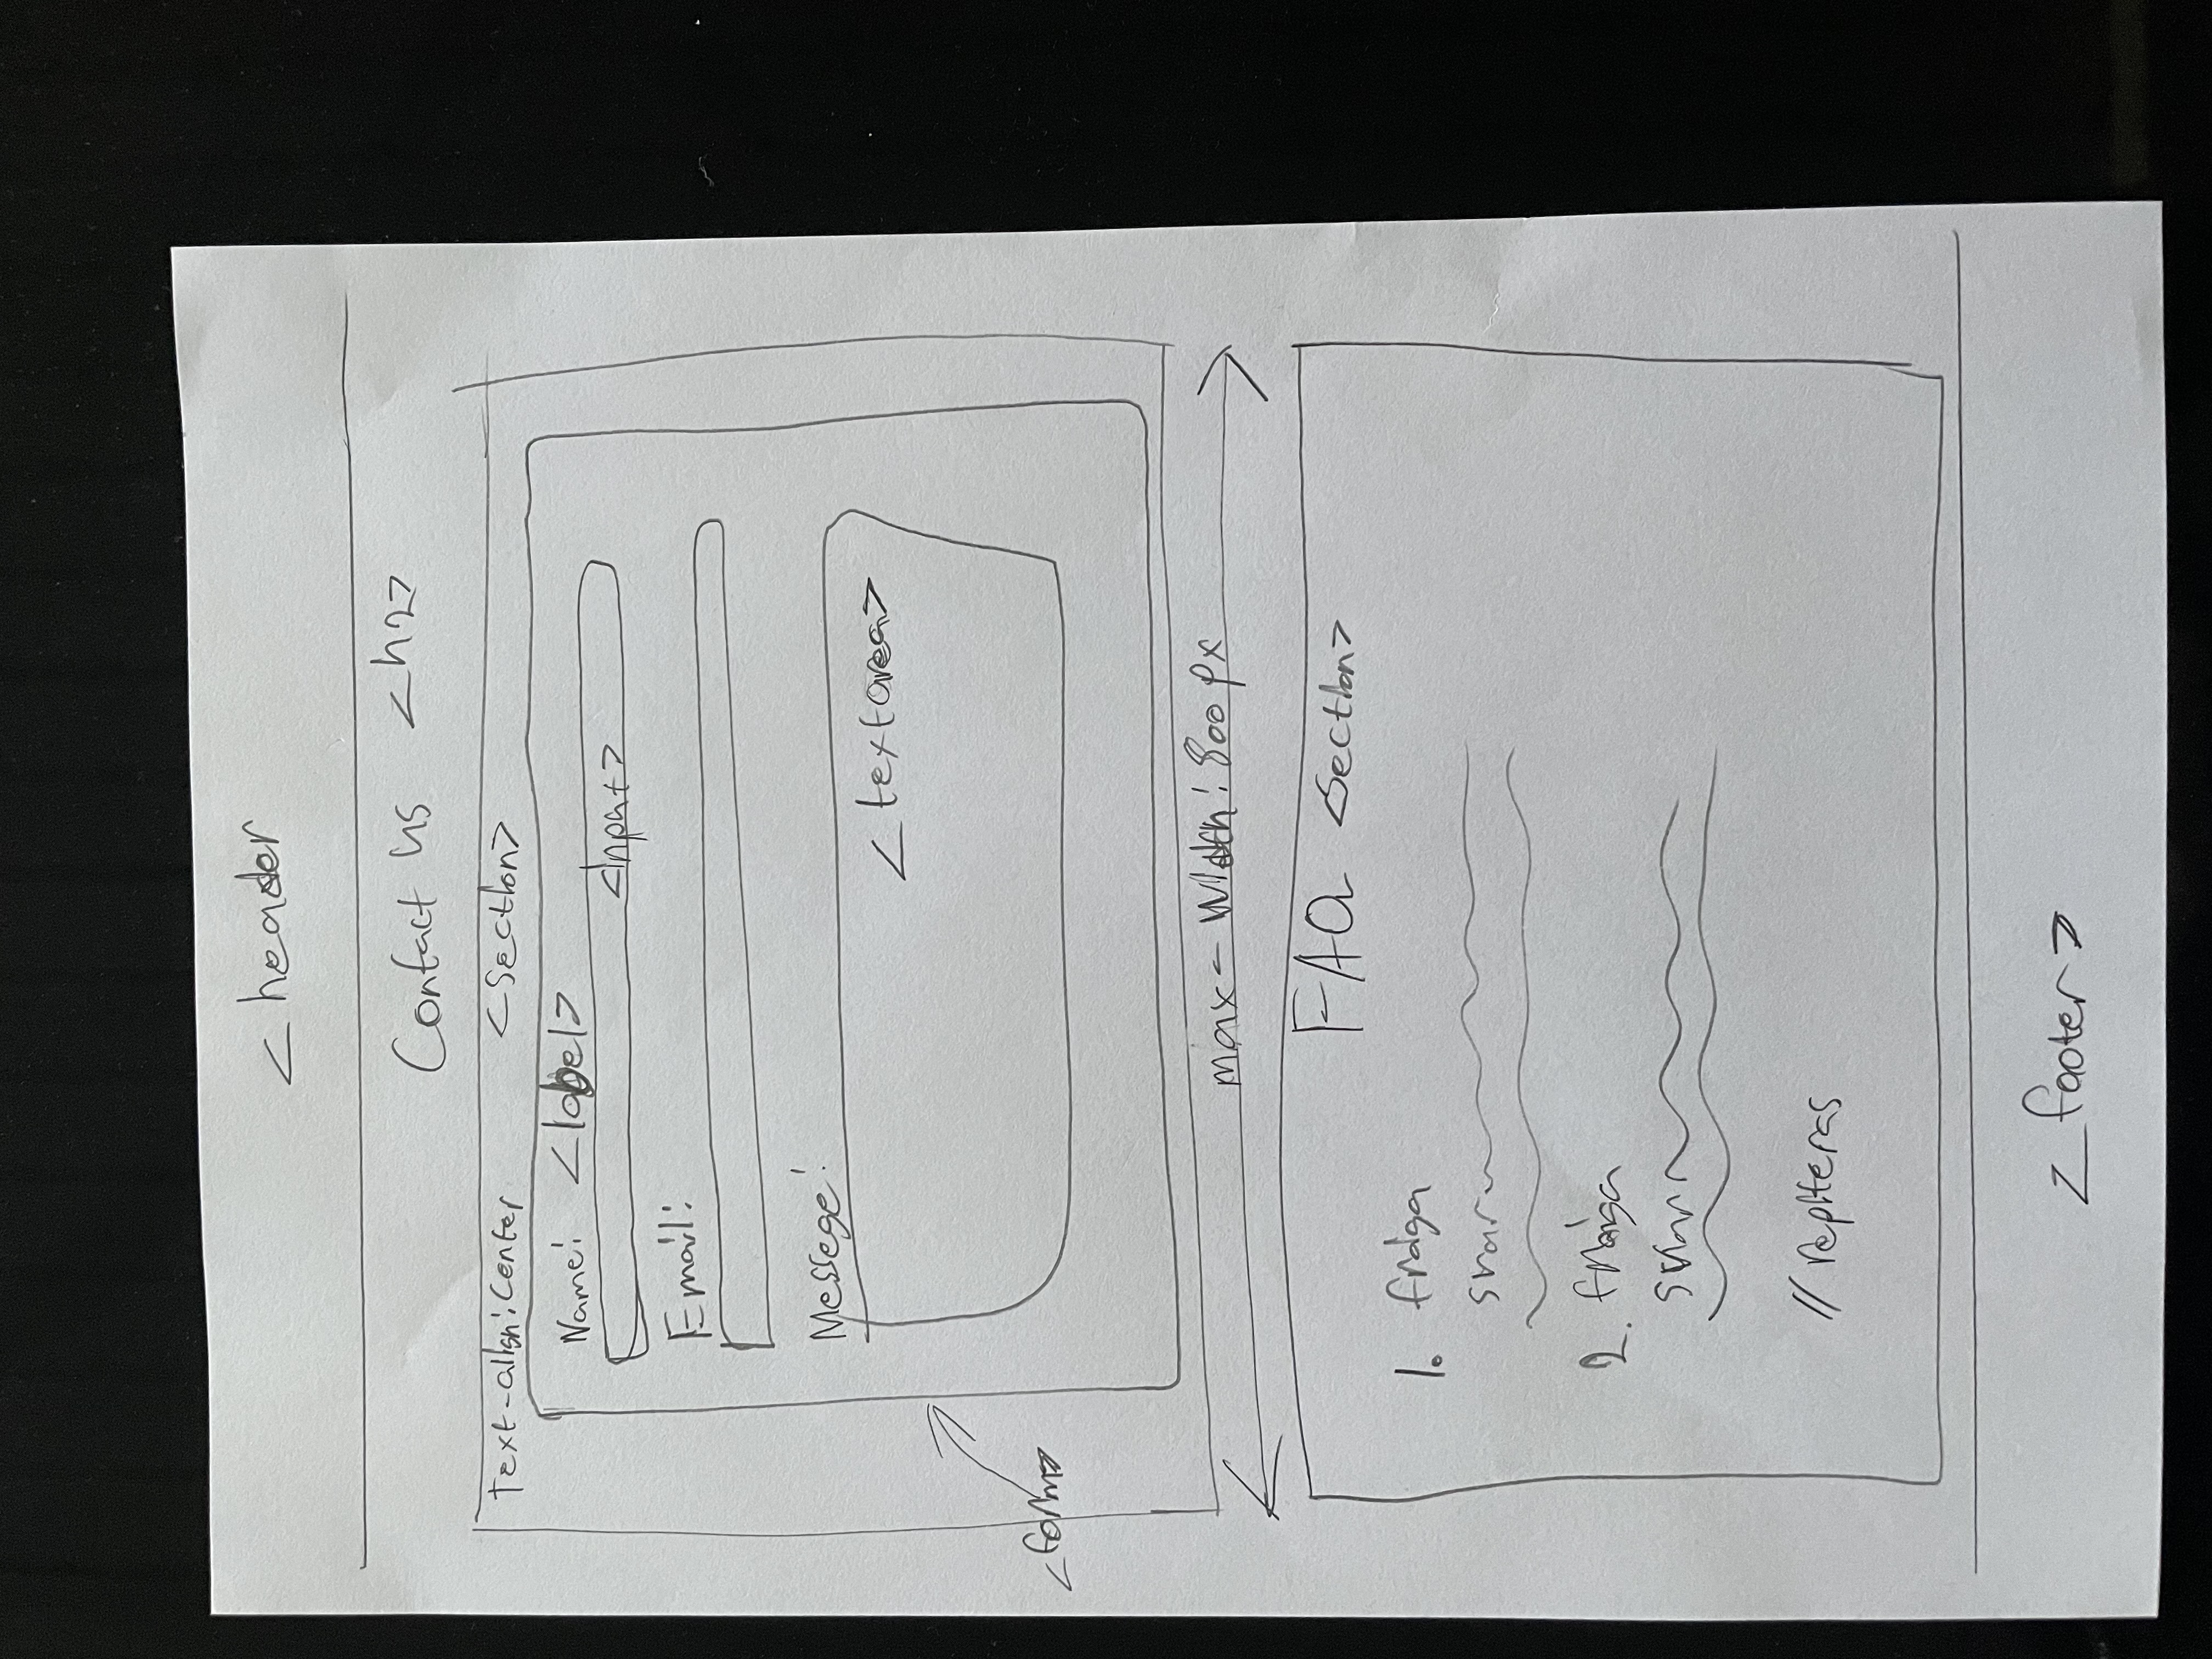 <header
Contact us <h2>
Text-align: Center <section>
Name: <label>
<input>
Email:
Messege:
<textarea>
<form>
max-width: 800px
FAQ <section>
1. fråga
svar
2. fråga
svar
// repiteras
<footer>